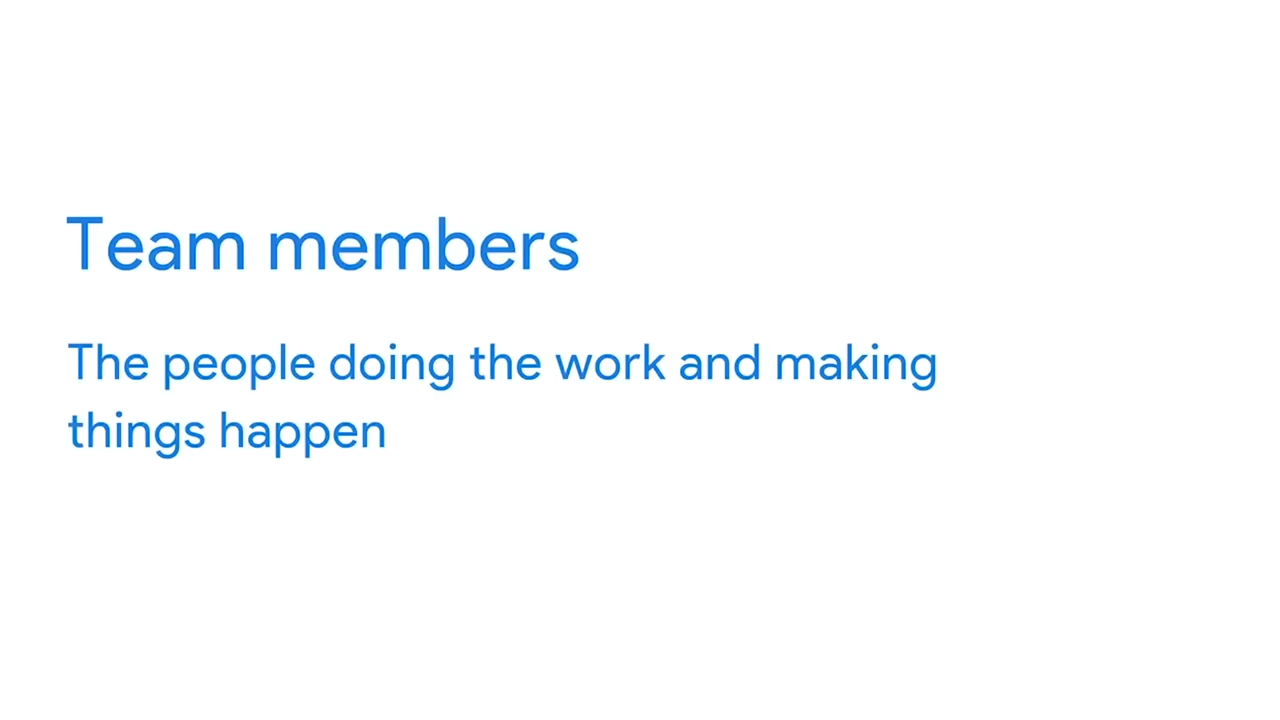 Team members
The people doing the work and making
things happen